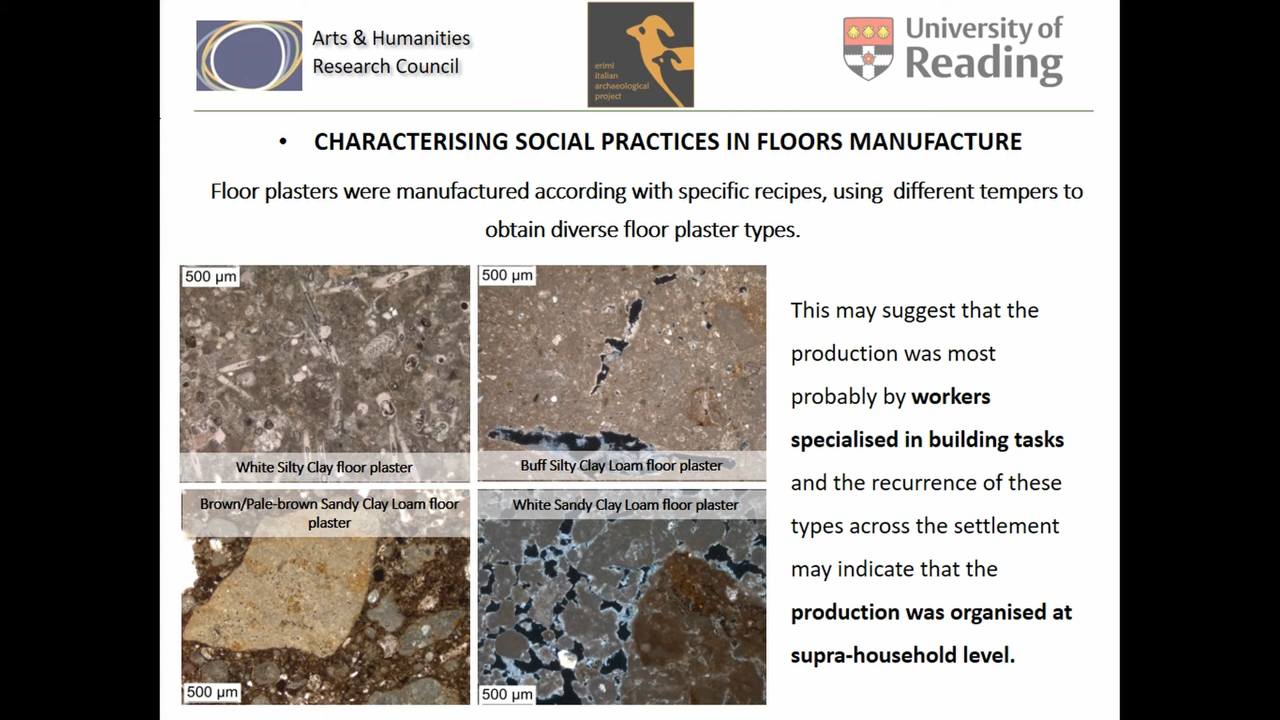 Arts & Humanities
Research Council
erimi
italian
archaeological
project
University of
Reading
• CHARACTERISING SOCIAL PRACTICES IN FLOORS MANUFACTURE
Floor plasters were manufactured according with specific recipes, using different tempers to
obtain diverse floor plaster types.
500 µm
White Silty Clay floor plaster
500 µm
Buff Silty Clay Loam floor plaster
Brown/Pale-brown Sandy Clay Loam floor
plaster
500 µm
White Sandy Clay Loam floor plaster
500 µm
This may suggest that the
production was most
probably by workers
specialised in building tasks
and the recurrence of these
types across the settlement
may indicate that the
production was organised at
supra-household level.